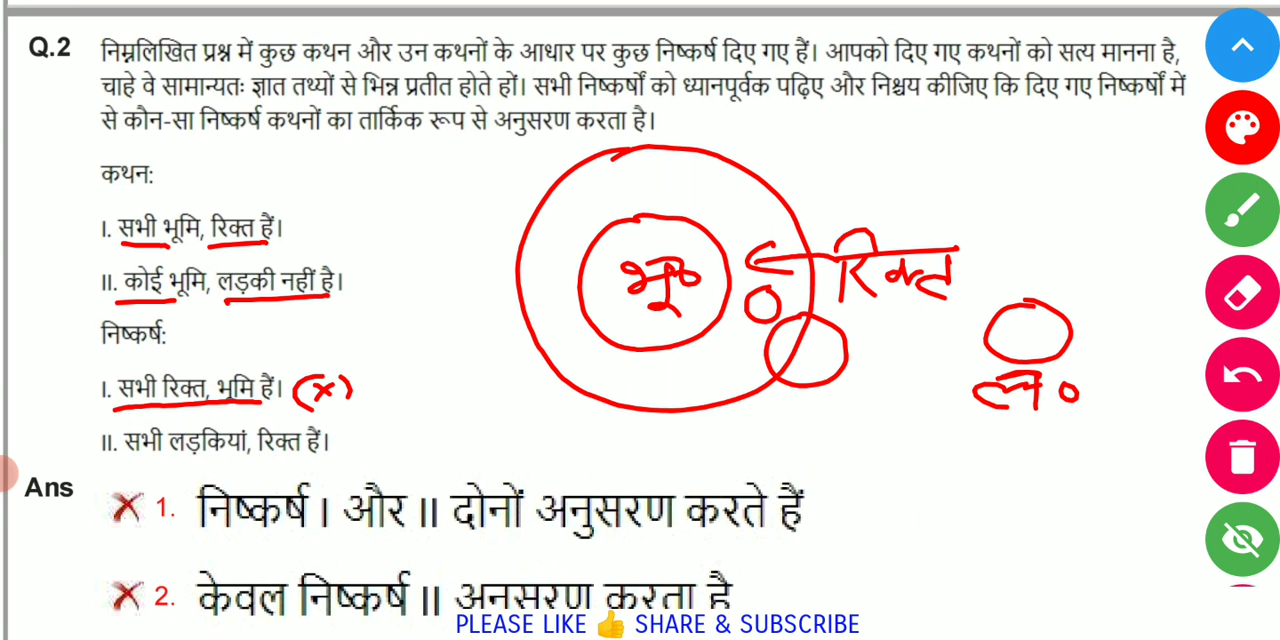 Q.2 निम्नलिखित प्रश्न में कुछ कथन और उन कथनों के आधार पर कुछ निष्कर्ष दिए गए हैं। आपको दिए गए कथनों को सत्य मानना है,
चाहे वे सामान्यतः ज्ञात तथ्यों से भिन्न प्रतीत होते हों। सभी निष्कर्षों को ध्यानपूर्वक पढ़िए और निश्चय कीजिए कि दिए गए निष्कर्षों में
से कौन-सा निष्कर्ष कथनों का तार्किक रूप से अनुसरण करता है।
कथन:
I. सभी भूमि, रिक्त हैं।
II. कोई भूमि, लड़की नहीं है।
भू०
रिक्त
ल०
निष्कर्ष:
I. सभी रिक्त, भूमि हैं। (x)
II. सभी लड़कियां, रिक्त हैं।
Ans 1. निष्कर्ष I और II दोनों अनुसरण करते हैं
2. केवल निष्कर्ष II अनुसरण करता है
PLEASE LIKE 👍 SHARE & SUBSCRIBE